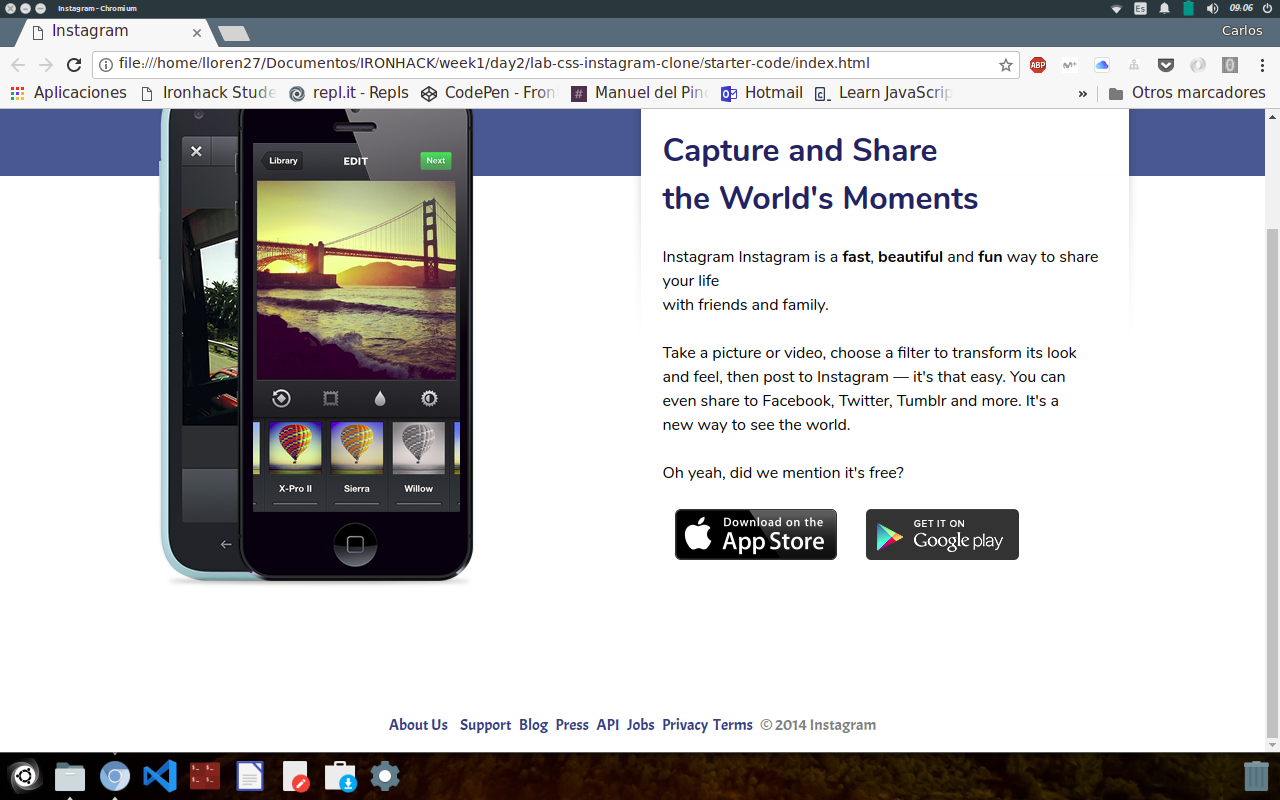 Instagram - Chromium
Es
09:06
Instagram
Carlos
file:///home/lloren27/Documentos/IRONHACK/week1/day2/lab-css-instagram-clone/starter-code/index.html
ABP
Aplicaciones
Ironhack Stude
repl.it - Repls
CodePen - Fron
Manuel del Pin
Hotmail
Learn JavaScrip
»
Otros marcadores
Library
EDIT
Next
X-Pro II
Sierra
Willow
Capture and Share
the World's Moments
Instagram Instagram is a fast, beautiful and fun way to share
your life
with friends and family.
Take a picture or video, choose a filter to transform its look
and feel, then post to Instagram — it's that easy. You can
even share to Facebook, Twitter, Tumblr and more. It's a
new way to see the world.
Oh yeah, did we mention it's free?
Download on the
App Store
GET IT ON
Google play
About Us Support Blog Press API Jobs Privacy Terms © 2014 Instagram